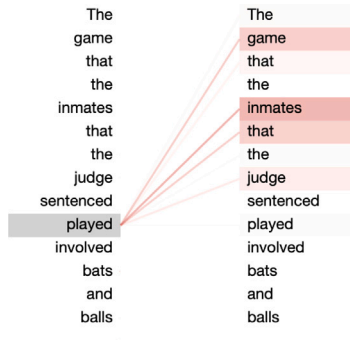 The The
game game
that that
the the
inmates inmates
that that
the the
judge judge
sentenced sentenced
played played
involved involved
bats bats
and and
balls balls